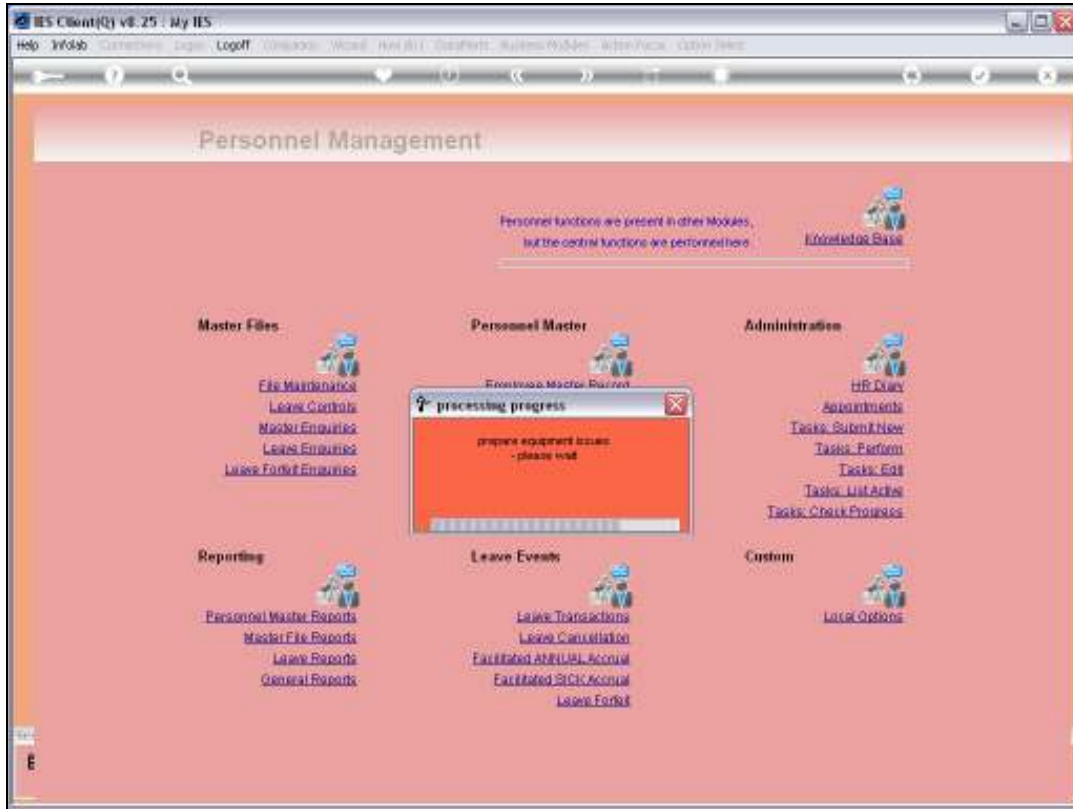 IES Client(Q) v8.25 : My IES
Help Infolab Logoff
Personnel Management
Personnel functions are present in other Modules,
but the central functions are performed here
Knowledge Base
Master Files
File Maintenance
Leave Controls
Master Enquiries
Leave Enquiries
Leave Forfeit Enquiries
Personnel Master
Employee Master Record
Administration
HR Diary
Appointments
Tasks: Submit New
Tasks: Perform
Tasks: Edit
Tasks: List Active
Tasks: Check Progress
processing progress
prepare equipment issues
- please wait
Reporting
Personnel Master Reports
Master File Reports
Leave Reports
General Reports
Leave Events
Leave Transactions
Leave Cancellation
Facilitated ANNUAL Accrual
Facilitated SICK Accrual
Leave Forfeit
Custom
Local Options